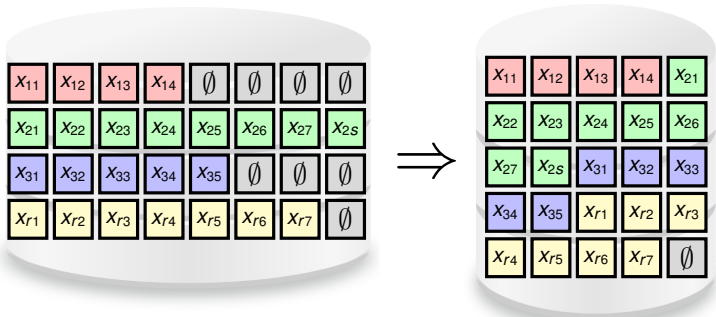 x11 x12 x13 x14 ∅ ∅ ∅ ∅
x21 x22 x23 x24 x25 x26 x27 x2s
x31 x32 x33 x34 x35 ∅ ∅ ∅
xr1 xr2 xr3 xr4 xr5 xr6 xr7 ∅
⇒
x11 x12 x13 x14 x21
x22 x23 x24 x25 x26
x27 x2s x31 x32 x33
x34 x35 xr1 xr2 xr3
xr4 xr5 xr6 xr7 ∅